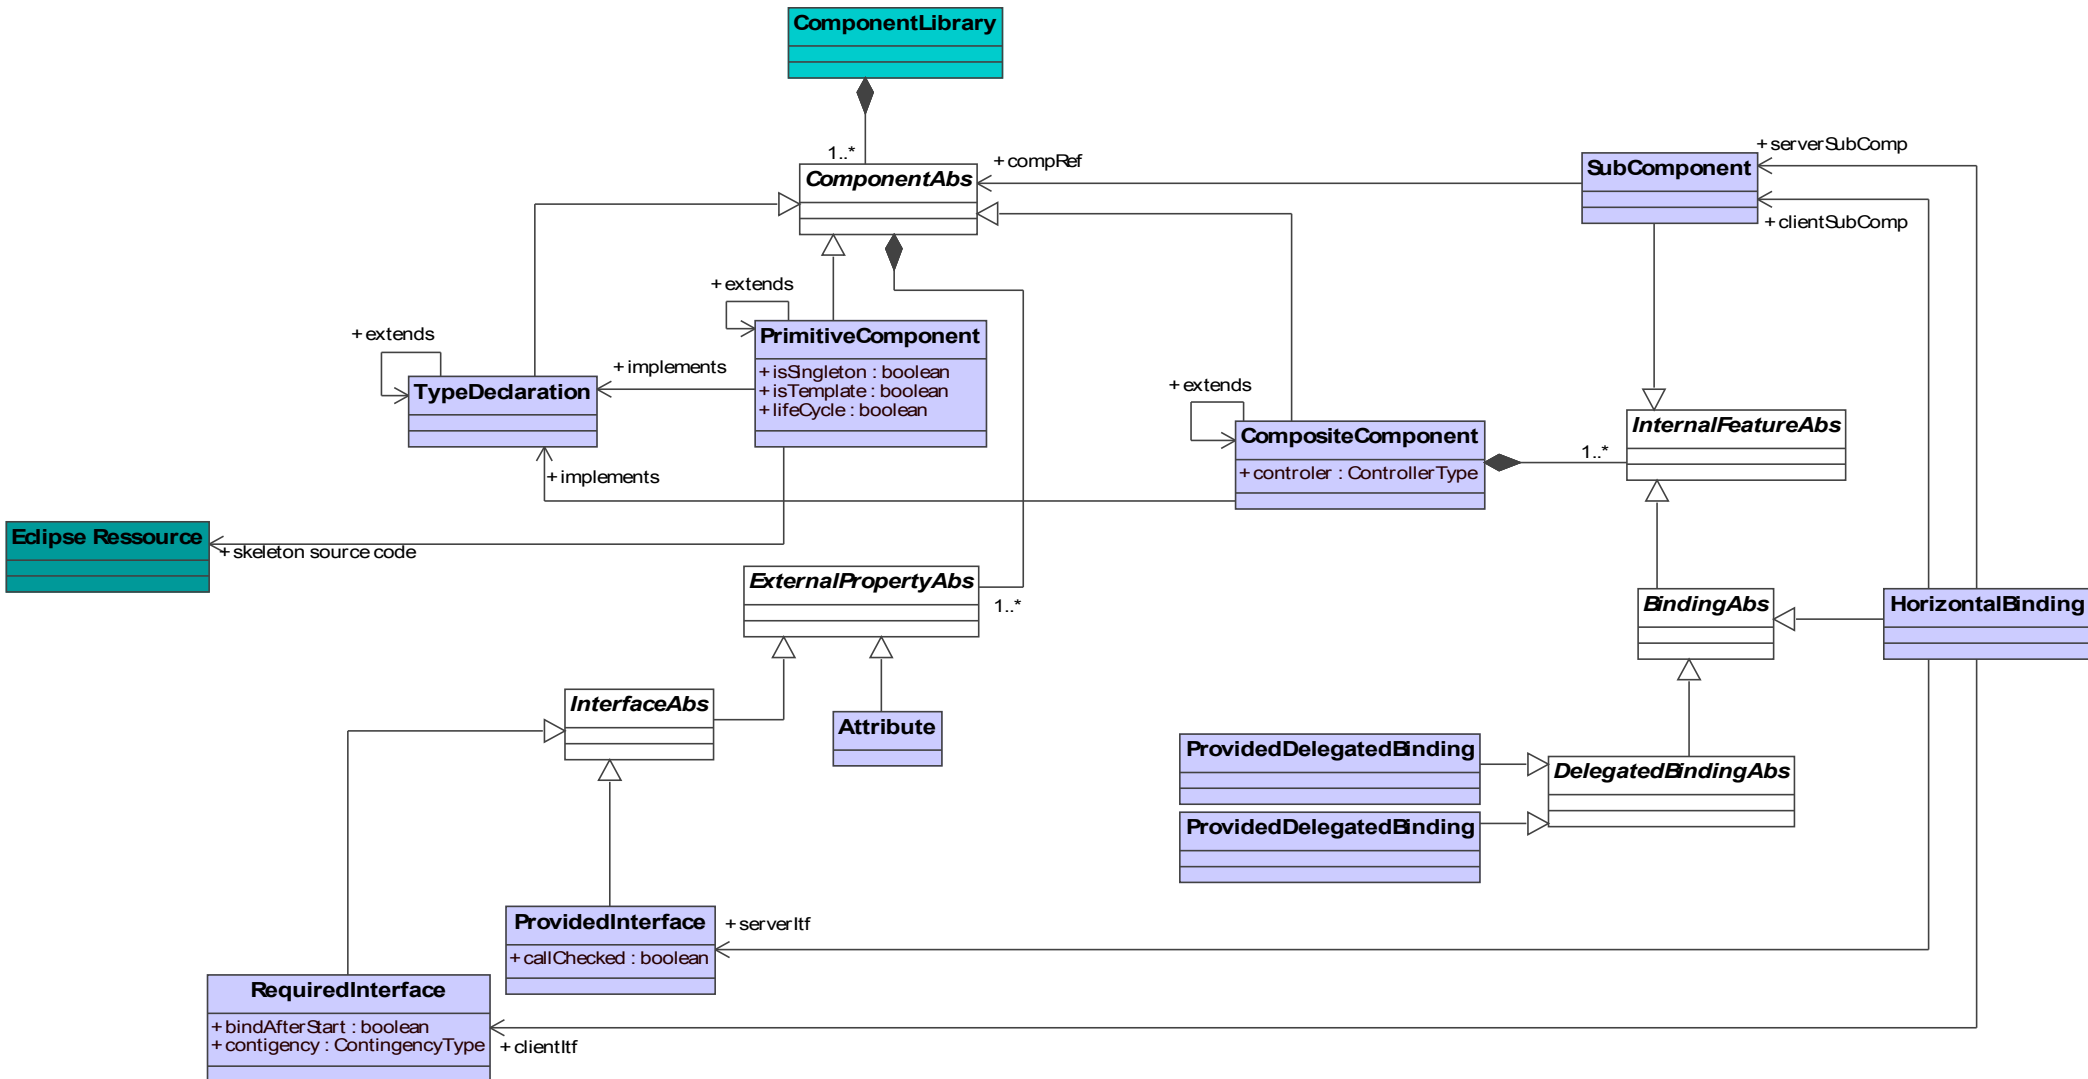 ComponentLibrary
1..*
+ compRef
+ serverSubComp
ComponentAbs
SubComponent
+ clientSubComp
+ extends
+ extends
PrimitiveComponent
+ isSingleton : boolean
+ isTemplate : boolean
+ lifeCycle : boolean
+ implements
TypeDeclaration
+ extends
InternalFeatureAbs
CompositeComponent
+ controler : ControllerType
1..*
+ implements
Eclipse Ressource
+ skeleton source code
ExternalPropertyAbs
1..*
BindingAbs
HorizontalBinding
InterfaceAbs
Attribute
ProvidedDelegatedBinding
DelegatedBindingAbs
ProvidedDelegatedBinding
ProvidedInterface
+ callChecked : boolean
+ serverItf
RequiredInterface
+ bindAfterStart : boolean
+ contigency : ContingencyType
+ clientItf